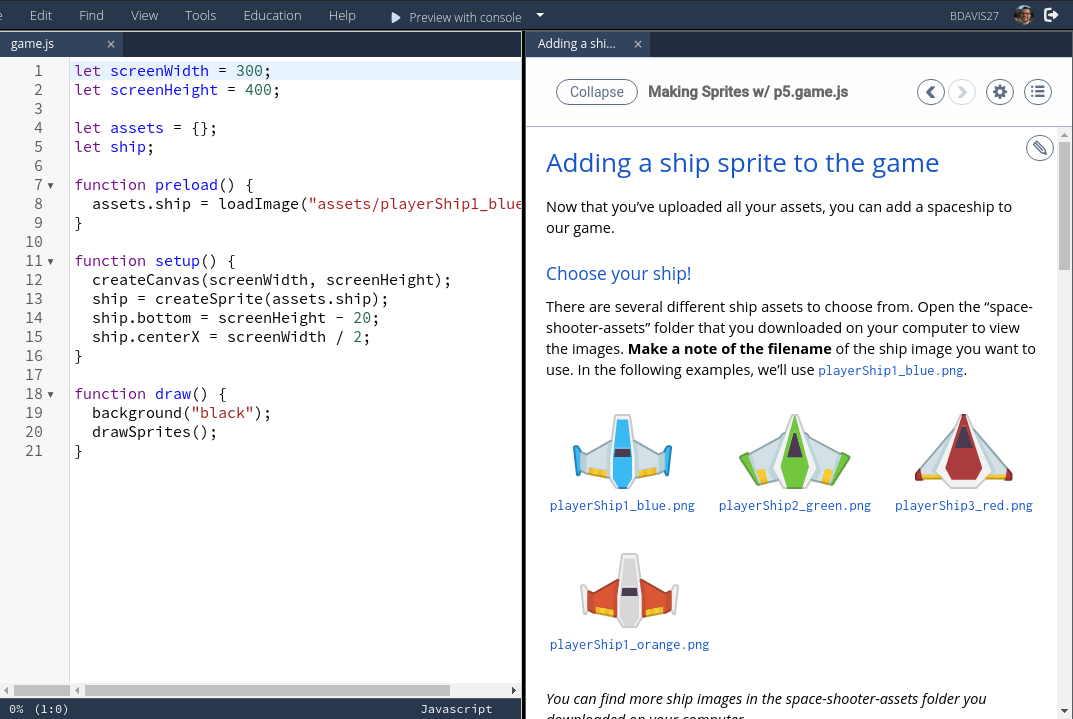 Edit Find View Tools Education Help Preview with console BDAVIS27
game.js ×
1 let screenWidth = 300;
2 let screenHeight = 400;
3
4 let assets = {};
5 let ship;
6
7 function preload() {
8 assets.ship = loadImage("assets/playerShip1_blue
9 }
10
11 function setup() {
12 createCanvas(screenWidth, screenHeight);
13 ship = createSprite(assets.ship);
14 ship.bottom = screenHeight - 20;
15 ship.centerX = screenWidth / 2;
16 }
17
18 function draw() {
19 background("black");
20 drawSprites();
21 }
0% (1:0) Javascript
Adding a shi... ×
Collapse Making Sprites w/ p5.game.js
Adding a ship sprite to the game
Now that you’ve uploaded all your assets, you can add a spaceship to
our game.
Choose your ship!
There are several different ship assets to choose from. Open the “space-
shooter-assets” folder that you downloaded on your computer to view
the images. Make a note of the filename of the ship image you want to
use. In the following examples, we’ll use playerShip1_blue.png.
playerShip1_blue.png playerShip2_green.png playerShip3_red.png
playerShip1_orange.png
You can find more ship images in the space-shooter-assets folder you
downloaded on your computer.